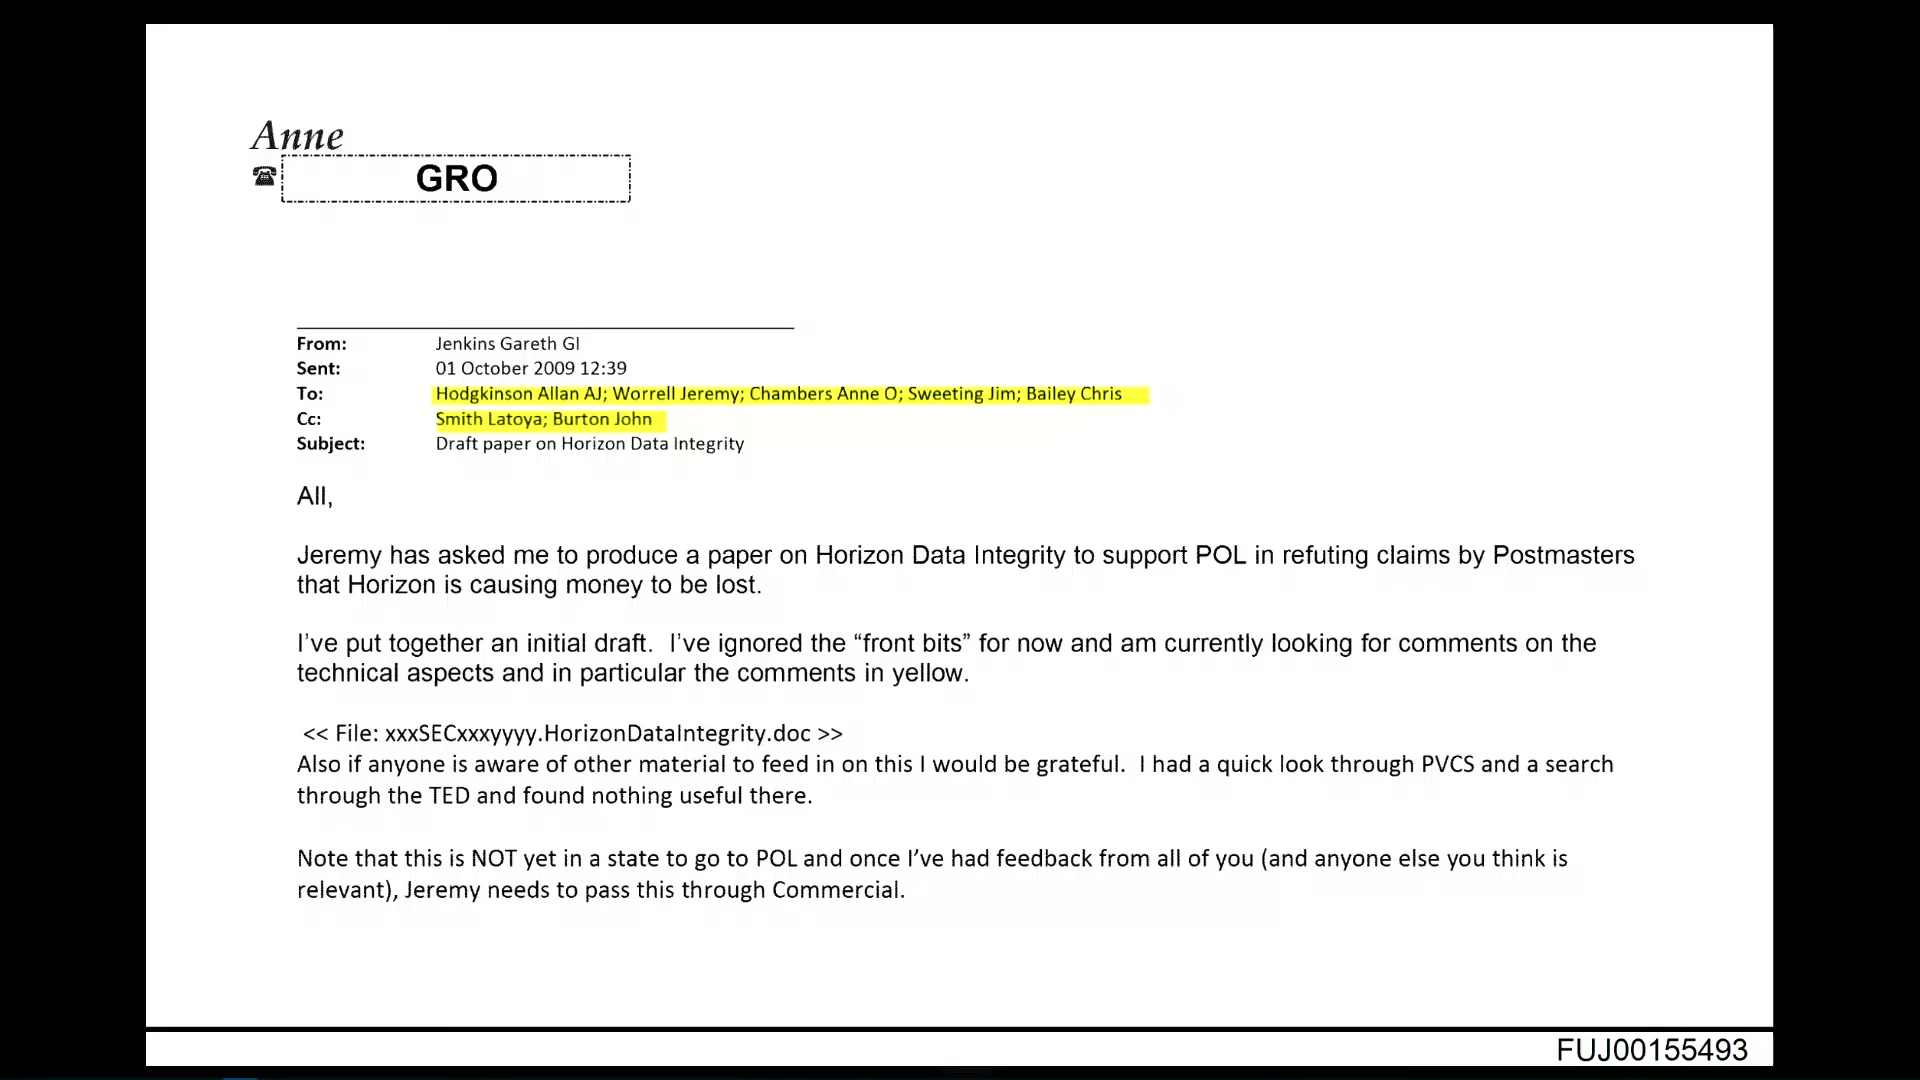 Anne
☎ GRO
From: Jenkins Gareth GI
Sent: 01 October 2009 12:39
To: Hodgkinson Allan AJ; Worrell Jeremy; Chambers Anne O; Sweeting Jim; Bailey Chris
Cc: Smith Latoya; Burton John
Subject: Draft paper on Horizon Data Integrity
All,
Jeremy has asked me to produce a paper on Horizon Data Integrity to support POL in refuting claims by Postmasters
that Horizon is causing money to be lost.
I’ve put together an initial draft.  I’ve ignored the “front bits” for now and am currently looking for comments on the
technical aspects and in particular the comments in yellow.
<< File: xxxSECxxxyyyy.HorizonDataIntegrity.doc >>
Also if anyone is aware of other material to feed in on this I would be grateful.  I had a quick look through PVCS and a search
through the TED and found nothing useful there.
Note that this is NOT yet in a state to go to POL and once I’ve had feedback from all of you (and anyone else you think is
relevant), Jeremy needs to pass this through Commercial.
FUJ00155493